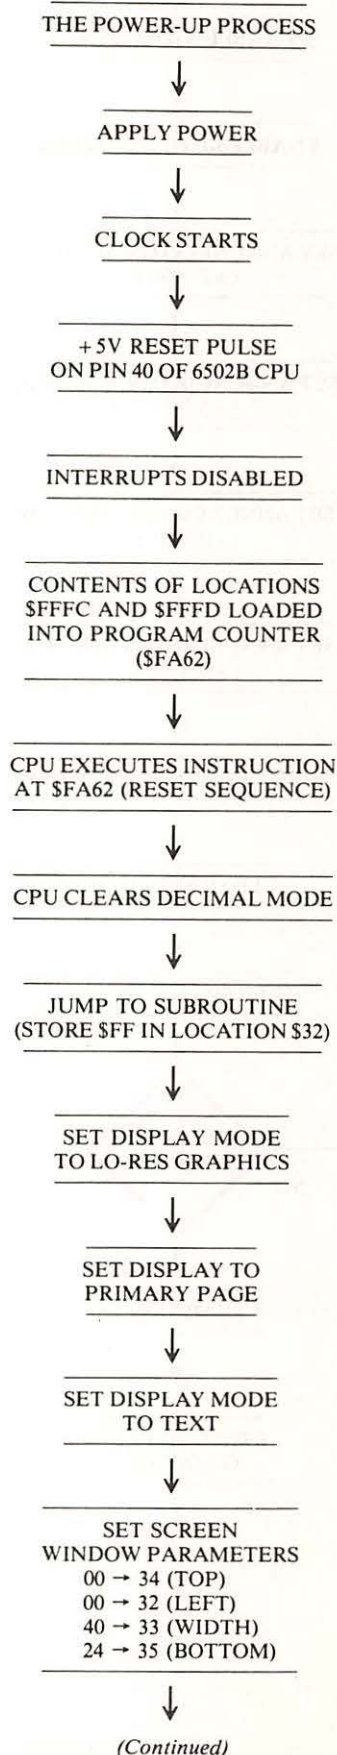 THE POWER-UP PROCESS
APPLY POWER
CLOCK STARTS
+5V RESET PULSE
ON PIN 40 OF 6502B CPU
INTERRUPTS DISABLED
CONTENTS OF LOCATIONS
$FFFC AND $FFFD LOADED
INTO PROGRAM COUNTER
($FA62)
CPU EXECUTES INSTRUCTION
AT $FA62 (RESET SEQUENCE)
CPU CLEARS DECIMAL MODE
JUMP TO SUBROUTINE
(STORE $FF IN LOCATION $32)
SET DISPLAY MODE
TO LO-RES GRAPHICS
SET DISPLAY TO
PRIMARY PAGE
SET DISPLAY MODE
TO TEXT
SET SCREEN
WINDOW PARAMETERS
00 → 34 (TOP)
00 → 32 (LEFT)
40 → 33 (WIDTH)
24 → 35 (BOTTOM)
(Continued)